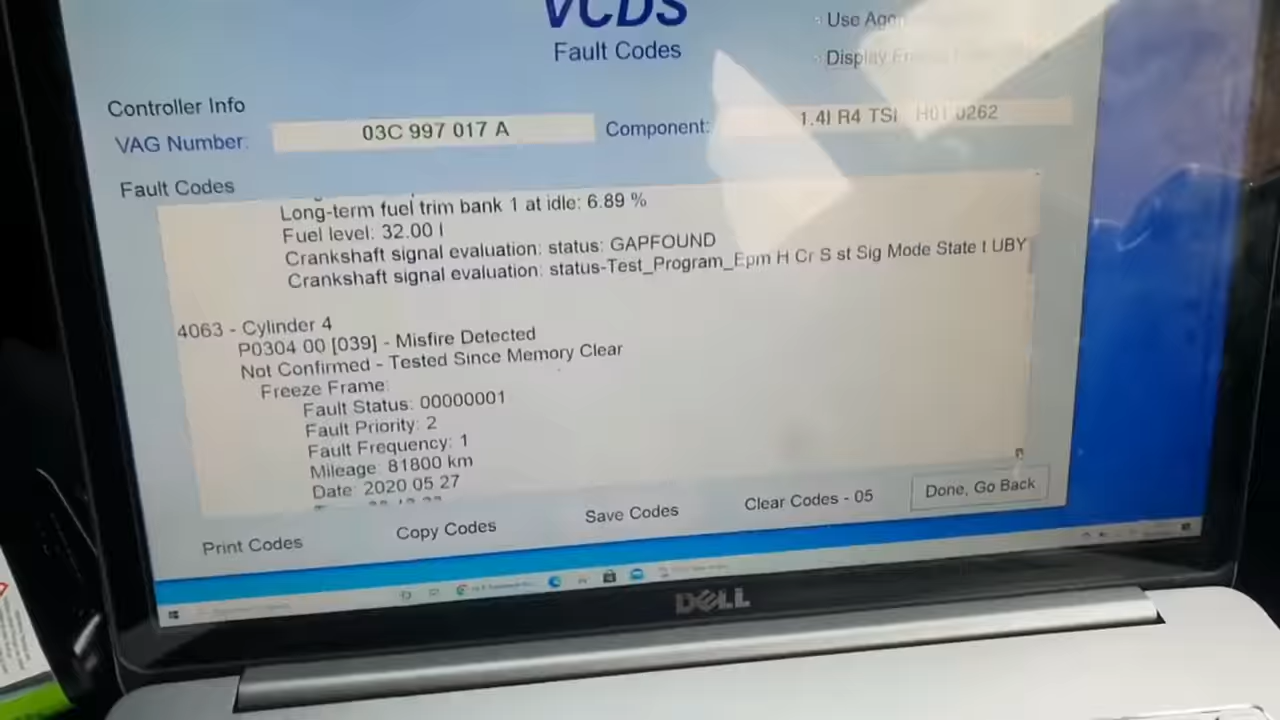 VCDS
Fault Codes
Use
Display
Controller Info
VAG Number:
03C 997 017 A
Component:
1.4l R4 TSI H01 0262
Fault Codes
Long-term fuel trim bank 1 at idle: 6.89 %
Fuel level: 32.00 l
Crankshaft signal evaluation: status: GAPFOUND
Crankshaft signal evaluation: status-Test_Program_Epm H Cr S st Sig Mode State t UBY
4063 - Cylinder 4
P0304 00 [039] - Misfire Detected
Not Confirmed - Tested Since Memory Clear
Freeze Frame:
Fault Status: 00000001
Fault Priority: 2
Fault Frequency: 1
Mileage: 81800 km
Date: 2020 05 27
Print Codes
Copy Codes
Save Codes
Clear Codes - 05
Done, Go Back
DELL